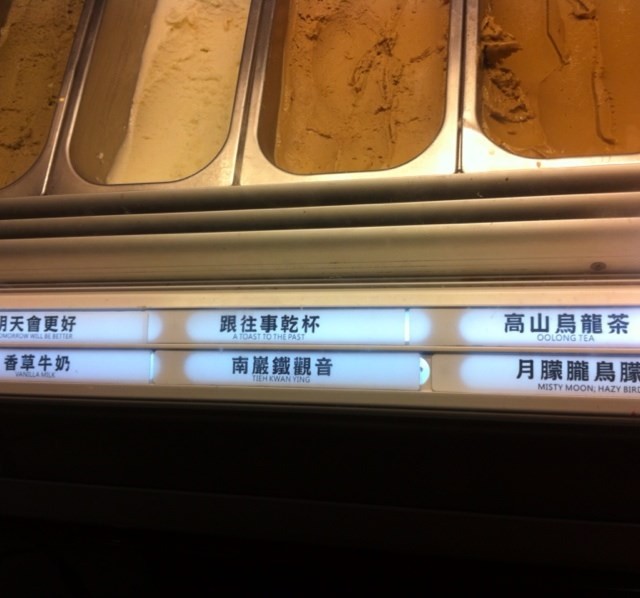 明天會更好
TOMORROW WILL BE BETTER
跟往事乾杯
A TOAST TO THE PAST
高山烏龍茶
OOLONG TEA
香草牛奶
VANILLA MILK
南巖鐵觀音
TIEH KWAN YING
月朦朧鳥朦
MISTY MOON; HAZY BIRD